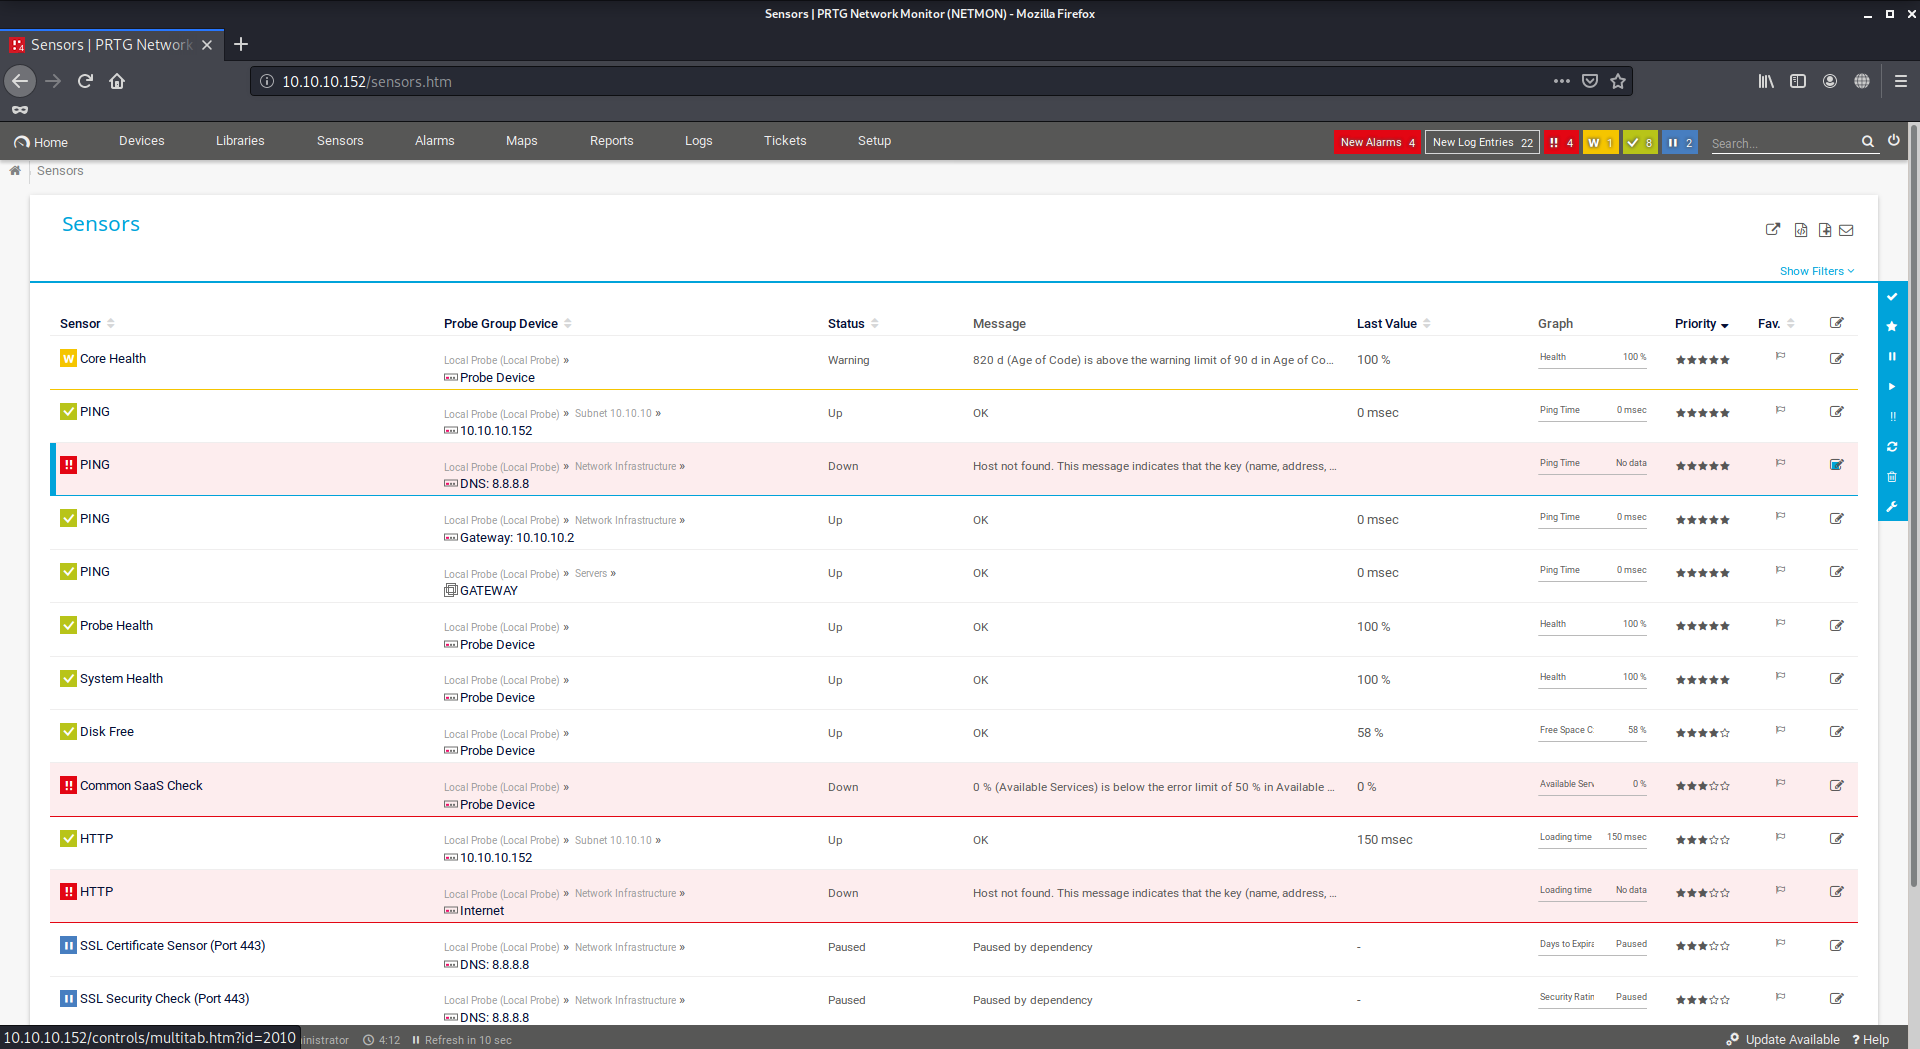 Sensors | PRTG Network Monitor (NETMON) - Mozilla Firefox
Sensors | PRTG Network
10.10.10.152/sensors.htm
Home Devices Libraries Sensors Alarms Maps Reports Logs Tickets Setup New Alarms 4 New Log Entries 22 !! 4 W 1 8 2 Search...
Sensors
Sensors
Show Filters
Sensor Probe Group Device Status Message Last Value Graph Priority Fav.
W Core Health Local Probe (Local Probe) » Warning 820 d (Age of Code) is above the warning limit of 90 d in Age of Co... 100 % Health 100 %
Probe Device
PING Local Probe (Local Probe) » Subnet 10.10.10 » Up OK 0 msec Ping Time 0 msec
10.10.10.152
!! PING Local Probe (Local Probe) » Network Infrastructure » Down Host not found. This message indicates that the key (name, address, ... Ping Time No data
DNS: 8.8.8.8
PING Local Probe (Local Probe) » Network Infrastructure » Up OK 0 msec Ping Time 0 msec
Gateway: 10.10.10.2
PING Local Probe (Local Probe) » Servers » Up OK 0 msec Ping Time 0 msec
GATEWAY
Probe Health Local Probe (Local Probe) » Up OK 100 % Health 100 %
Probe Device
System Health Local Probe (Local Probe) » Up OK 100 % Health 100 %
Probe Device
Disk Free Local Probe (Local Probe) » Up OK 58 % Free Space C 58 %
Probe Device
!! Common SaaS Check Local Probe (Local Probe) » Down 0 % (Available Services) is below the error limit of 50 % in Available ... 0 % Available Serv 0 %
Probe Device
HTTP Local Probe (Local Probe) » Subnet 10.10.10 » Up OK 150 msec Loading time 150 msec
10.10.10.152
!! HTTP Local Probe (Local Probe) » Network Infrastructure » Down Host not found. This message indicates that the key (name, address, ... Loading time No data
Internet
SSL Certificate Sensor (Port 443) Local Probe (Local Probe) » Network Infrastructure » Paused Paused by dependency - Days to Expira Paused
DNS: 8.8.8.8
SSL Security Check (Port 443) Local Probe (Local Probe) » Network Infrastructure » Paused Paused by dependency - Security Ratin Paused
DNS: 8.8.8.8
10.10.10.152/controls/multitab.htm?id=2010 inistrator 4:12 Refresh in 10 sec Update Available ? Help